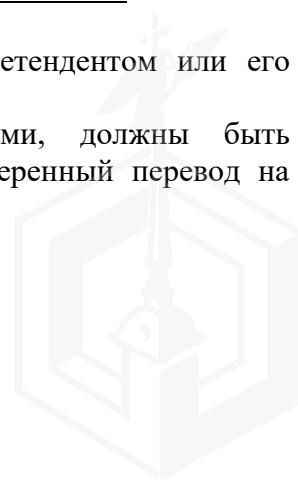 етендентом или его
ми, должны быть
еренный перевод на